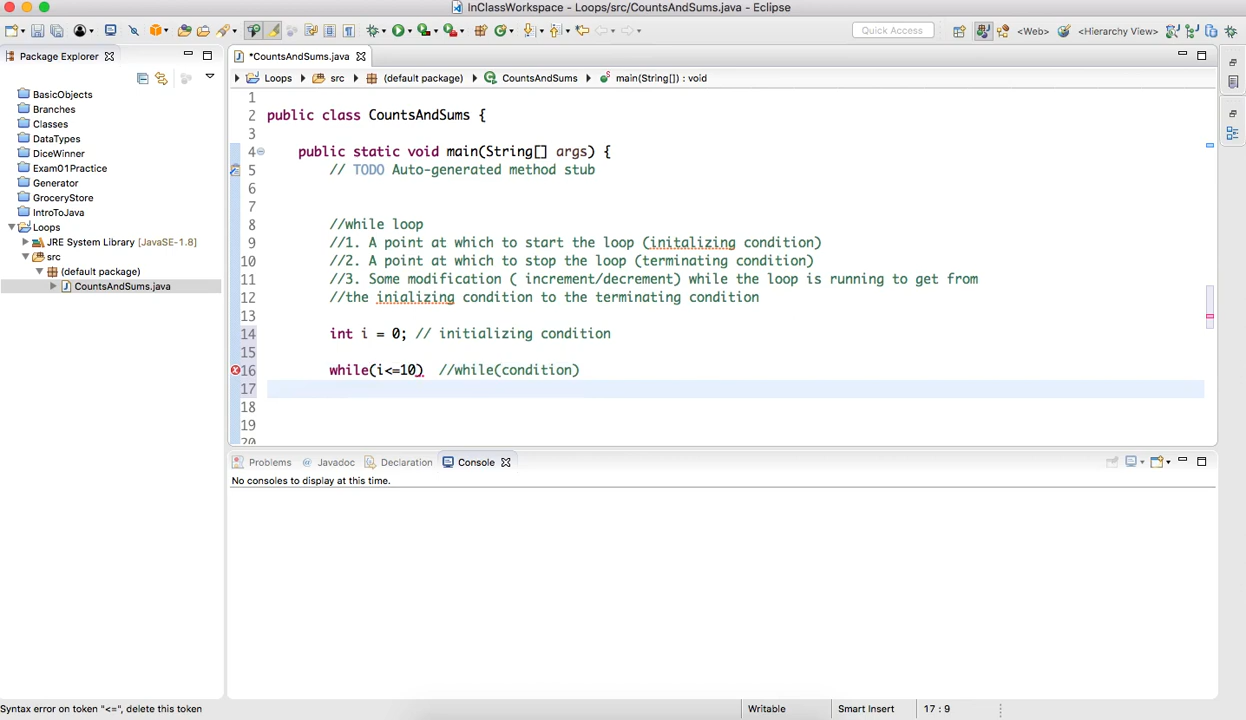 InClassWorkspace - Loops/src/CountsAndSums.java - Eclipse
Quick Access
<Web>
<Hierarchy View>
Package Explorer
*CountsAndSums.java
Loops
src
(default package)
CountsAndSums
main(String[]) : void
BasicObjects
Branches
Classes
DataTypes
DiceWinner
Exam01Practice
Generator
GroceryStore
IntroToJava
Loops
JRE System Library [JavaSE-1.8]
src
(default package)
CountsAndSums.java
1
2 public class CountsAndSums {
3
4 public static void main(String[] args) {
5 // TODO Auto-generated method stub
6
7
8 //while loop
9 //1. A point at which to start the loop (initalizing condition)
10 //2. A point at which to stop the loop (terminating condition)
11 //3. Some modification ( increment/decrement) while the loop is running to get from
12 //the inializing condition to the terminating condition
13
14 int i = 0; // initializing condition
15
16 while(i<=10) //while(condition)
17
18
19
20
Problems
@ Javadoc
Declaration
Console
No consoles to display at this time.
Syntax error on token "<=", delete this token
Writable
Smart Insert
17 : 9